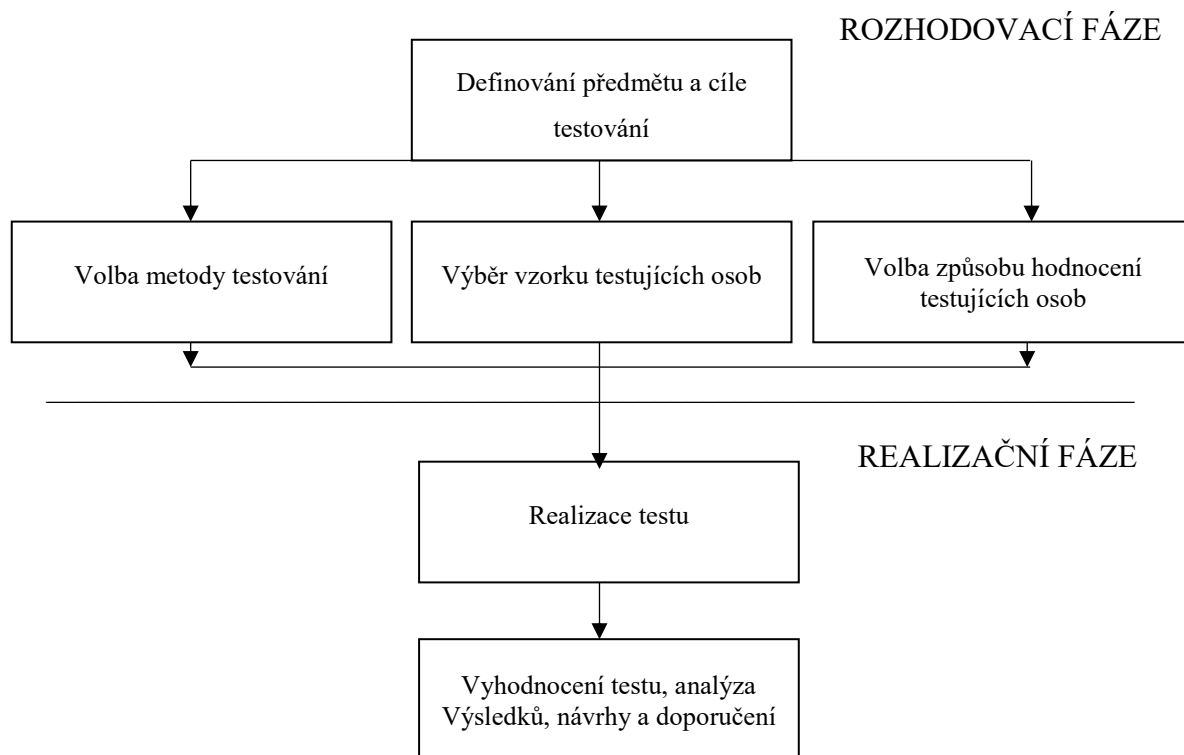 ROZHODOVACÍ FÁZE
Definování předmětu a cíle
testování
Volba metody testování
Výběr vzorku testujících osob
Volba způsobu hodnocení
testujících osob
REALIZAČNÍ FÁZE
Realizace testu
Vyhodnocení testu, analýza
Výsledků, návrhy a doporučení